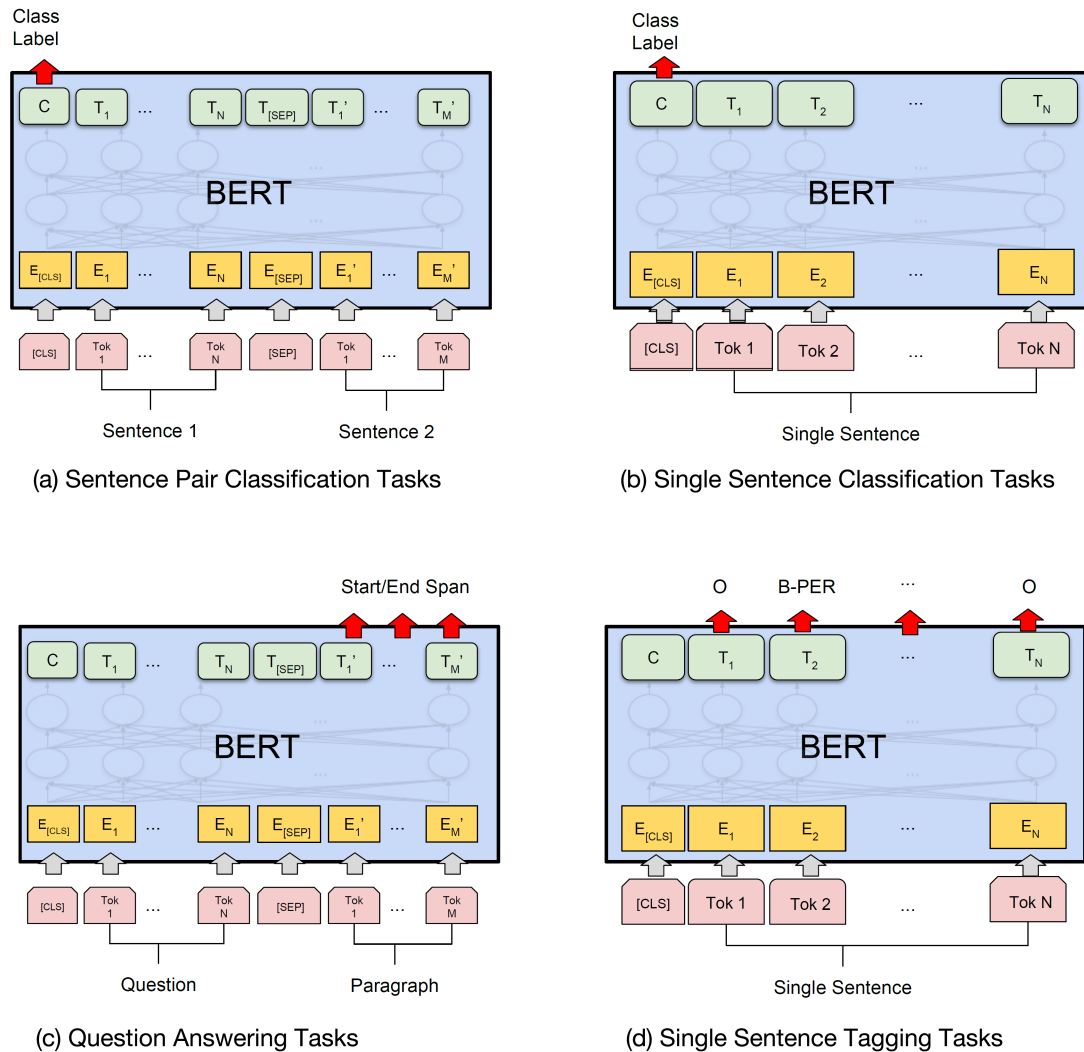 Class
Label
C T1 ... TN T[SEP] T1' ... TM'
...
BERT
...
E[CLS] E1 ... EN E[SEP] E1' ... EM'
[CLS] Tok 1 ... Tok N [SEP] Tok 1 ... Tok M
Sentence 1 Sentence 2
(a) Sentence Pair Classification Tasks
Class
Label
C T1 T2 ... TN
...
BERT
...
E[CLS] E1 E2 ... EN
[CLS] Tok 1 Tok 2 ... Tok N
Single Sentence
(b) Single Sentence Classification Tasks
Start/End Span
C T1 ... TN T[SEP] T1' ... TM'
...
BERT
...
E[CLS] E1 ... EN E[SEP] E1' ... EM'
[CLS] Tok 1 ... Tok N [SEP] Tok 1 ... Tok M
Question Paragraph
(c) Question Answering Tasks
O B-PER ... O
C T1 T2 ... TN
...
BERT
...
E[CLS] E1 E2 ... EN
[CLS] Tok 1 Tok 2 ... Tok N
Single Sentence
(d) Single Sentence Tagging Tasks